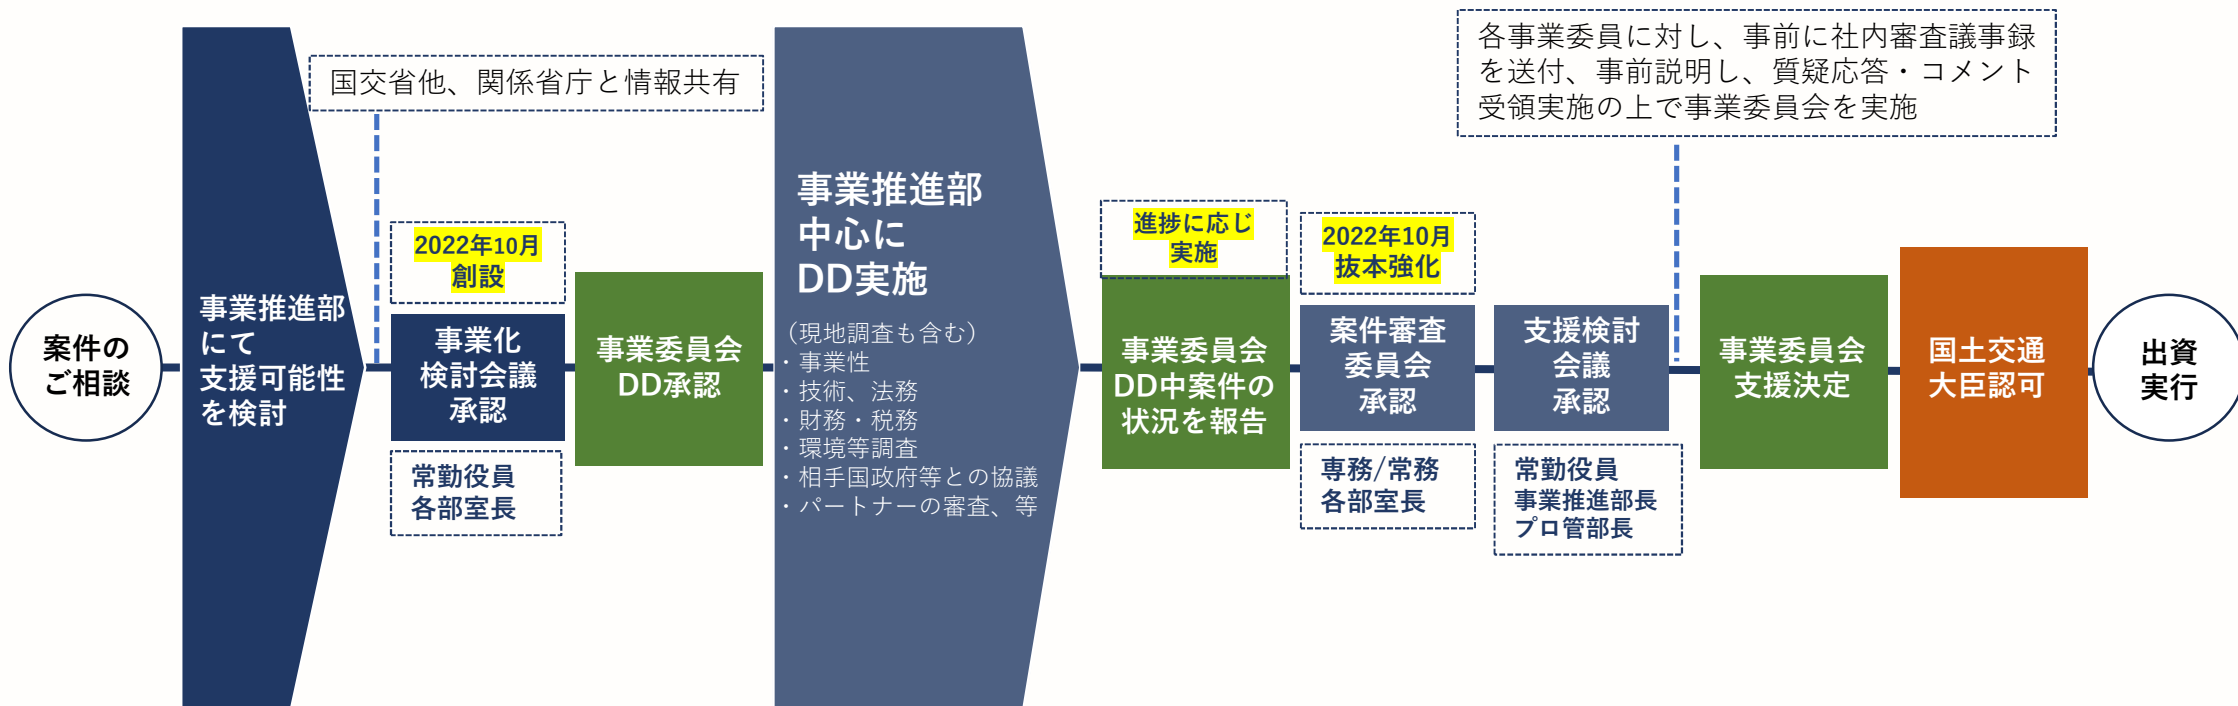 案件の
ご相談
事業推進部
にて
支援可能性
を検討
国交省他、関係省庁と情報共有
2022年10月
創設
事業化
検討会議
承認
常勤役員
各部室長
事業委員会
DD承認
事業推進部
中心に
DD実施
（現地調査も含む）
・事業性
・技術、法務
・財務・税務
・環境等調査
・相手国政府等との協議
・パートナーの審査、等
進捗に応じ
実施
事業委員会
DD中案件の
状況を報告
2022年10月
抜本強化
案件審査
委員会
承認
専務/常務
各部室長
支援検討
会議
承認
常勤役員
事業推進部長
プロ管部長
各事業委員に対し、事前に社内審査議事録
を送付、事前説明し、質疑応答・コメント
受領実施の上で事業委員会を実施
事業委員会
支援決定
国土交通
大臣認可
出資
実行